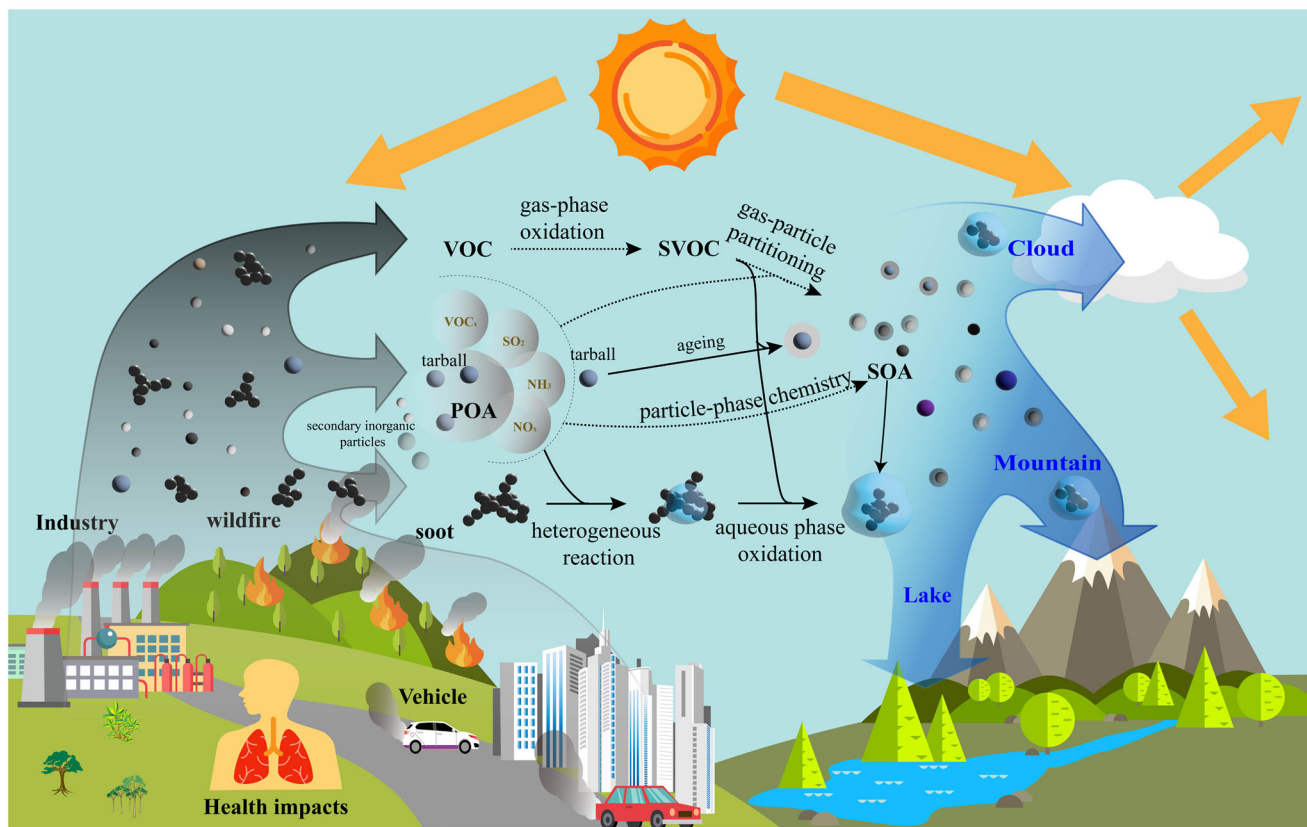 gas-phase
oxidation
gas-particle
partitioning
VOC
SVOC
Cloud
VOCₛ
SO₂
tarball
tarball
ageing
NH₃
SOA
POA
particle-phase chemistry
NOₓ
secondary inorganic
particles
Mountain
Industry
wildfire
soot
heterogeneous
reaction
aqueous phase
oxidation
Lake
Vehicle
Health impacts